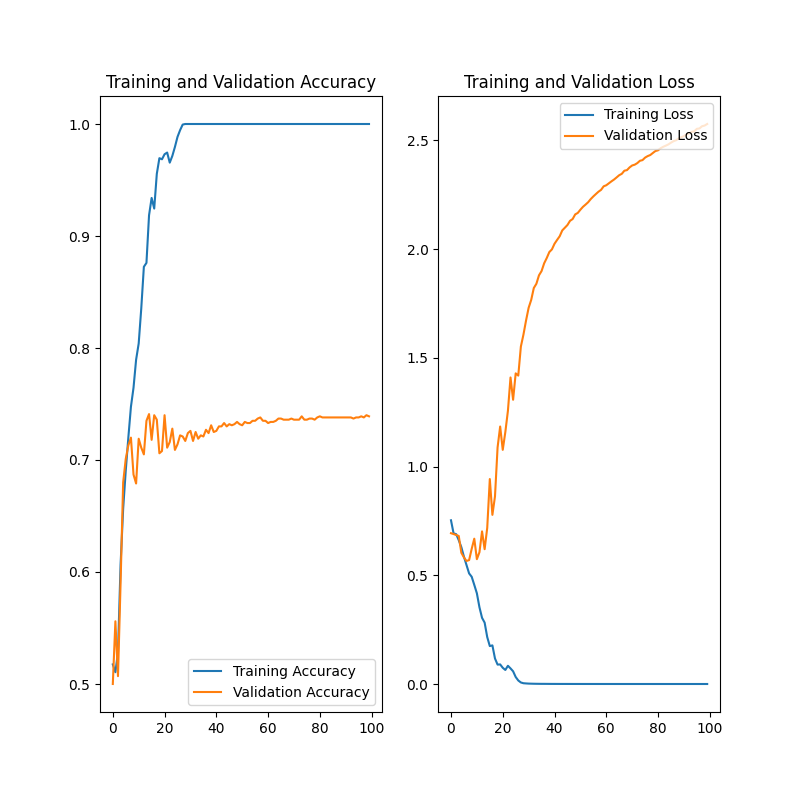 Training and Validation Accuracy
1.0
0.9
0.8
0.7
0.6
0.5
0 20 40 60 80 100
Training Accuracy
Validation Accuracy
Training and Validation Loss
2.5
2.0
1.5
1.0
0.5
0.0
0 20 40 60 80 100
Training Loss
Validation Loss